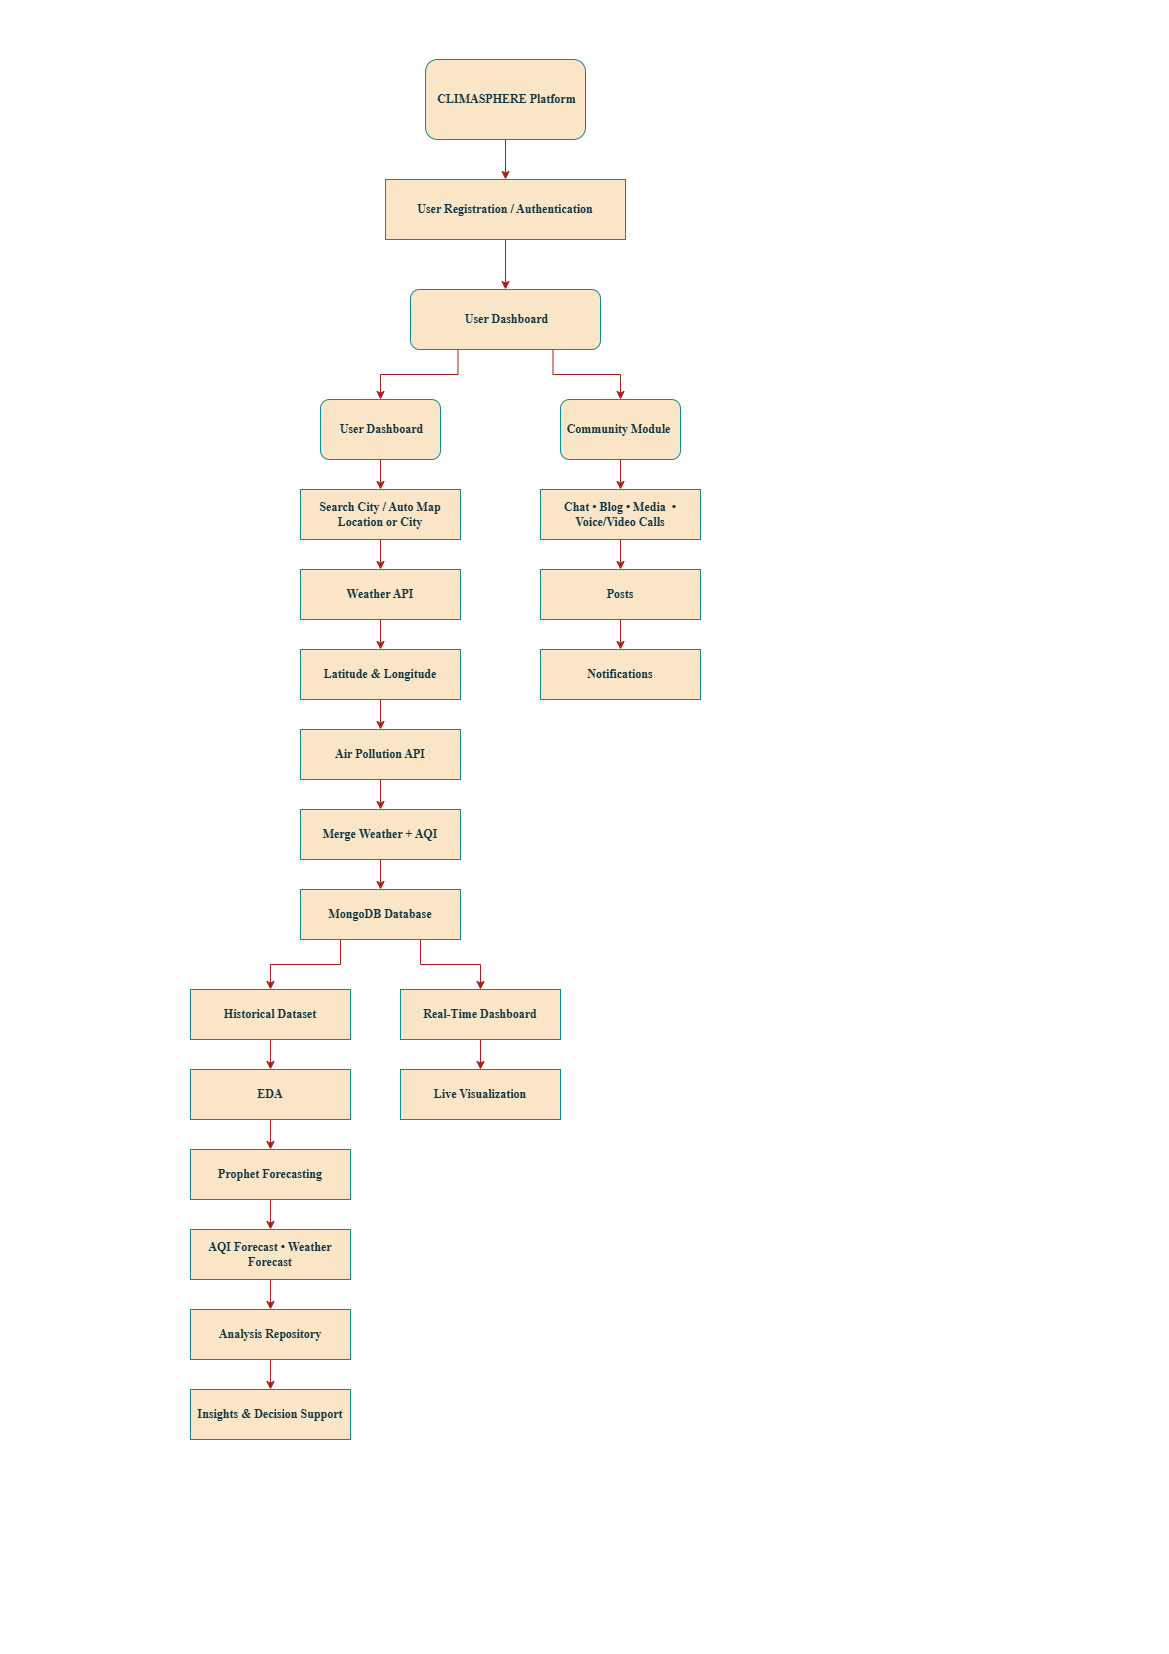 CLIMASPHERE Platform
User Registration / Authentication
User Dashboard
User Dashboard
Community Module
Search City / Auto Map
Location or City
Chat • Blog • Media •
Voice/Video Calls
Weather API
Posts
Latitude & Longitude
Notifications
Air Pollution API
Merge Weather + AQI
MongoDB Database
Historical Dataset
Real-Time Dashboard
EDA
Live Visualization
Prophet Forecasting
AQI Forecast • Weather
Forecast
Analysis Repository
Insights & Decision Support